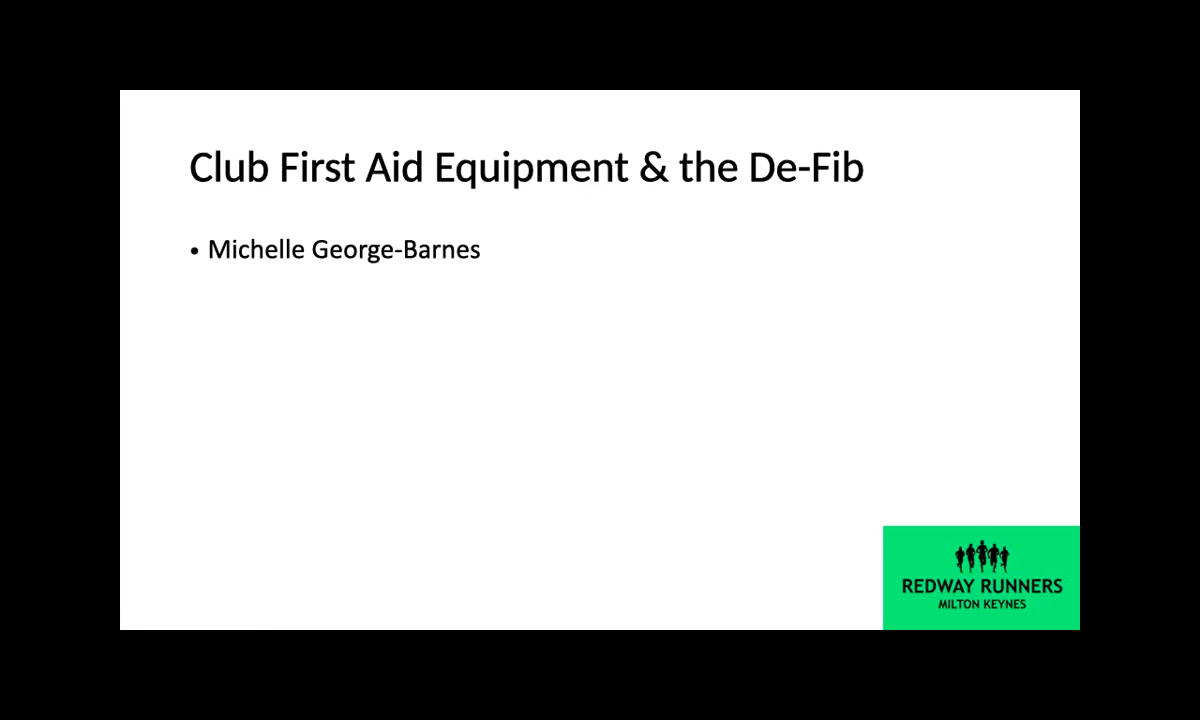 Club First Aid Equipment & the De-Fib
• Michelle George-Barnes
REDWAY RUNNERS
MILTON KEYNES